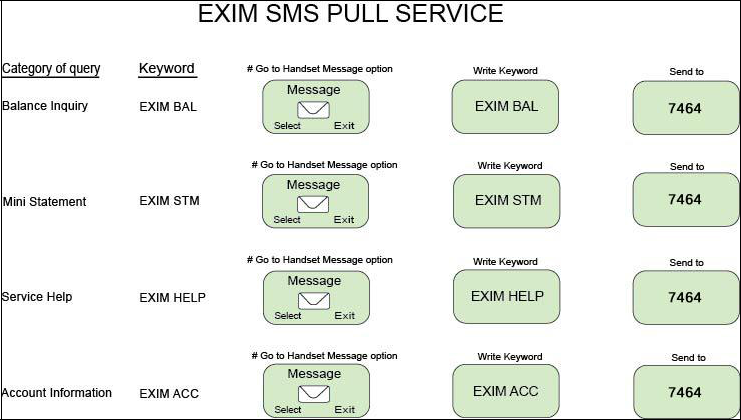 EXIM SMS PULL SERVICE
Category of query Keyword # Go to Handset Message option Write Keyword Send to
Balance Inquiry EXIM BAL Message EXIM BAL 7464
Select Exit
# Go to Handset Message option Write Keyword Send to
Mini Statement EXIM STM Message EXIM STM 7464
Select Exit
# Go to Handset Message option Write Keyword Send to
Service Help EXIM HELP Message EXIM HELP 7464
Select Exit
# Go to Handset Message option Write Keyword Send to
Account Information EXIM ACC Message EXIM ACC 7464
Select Exit